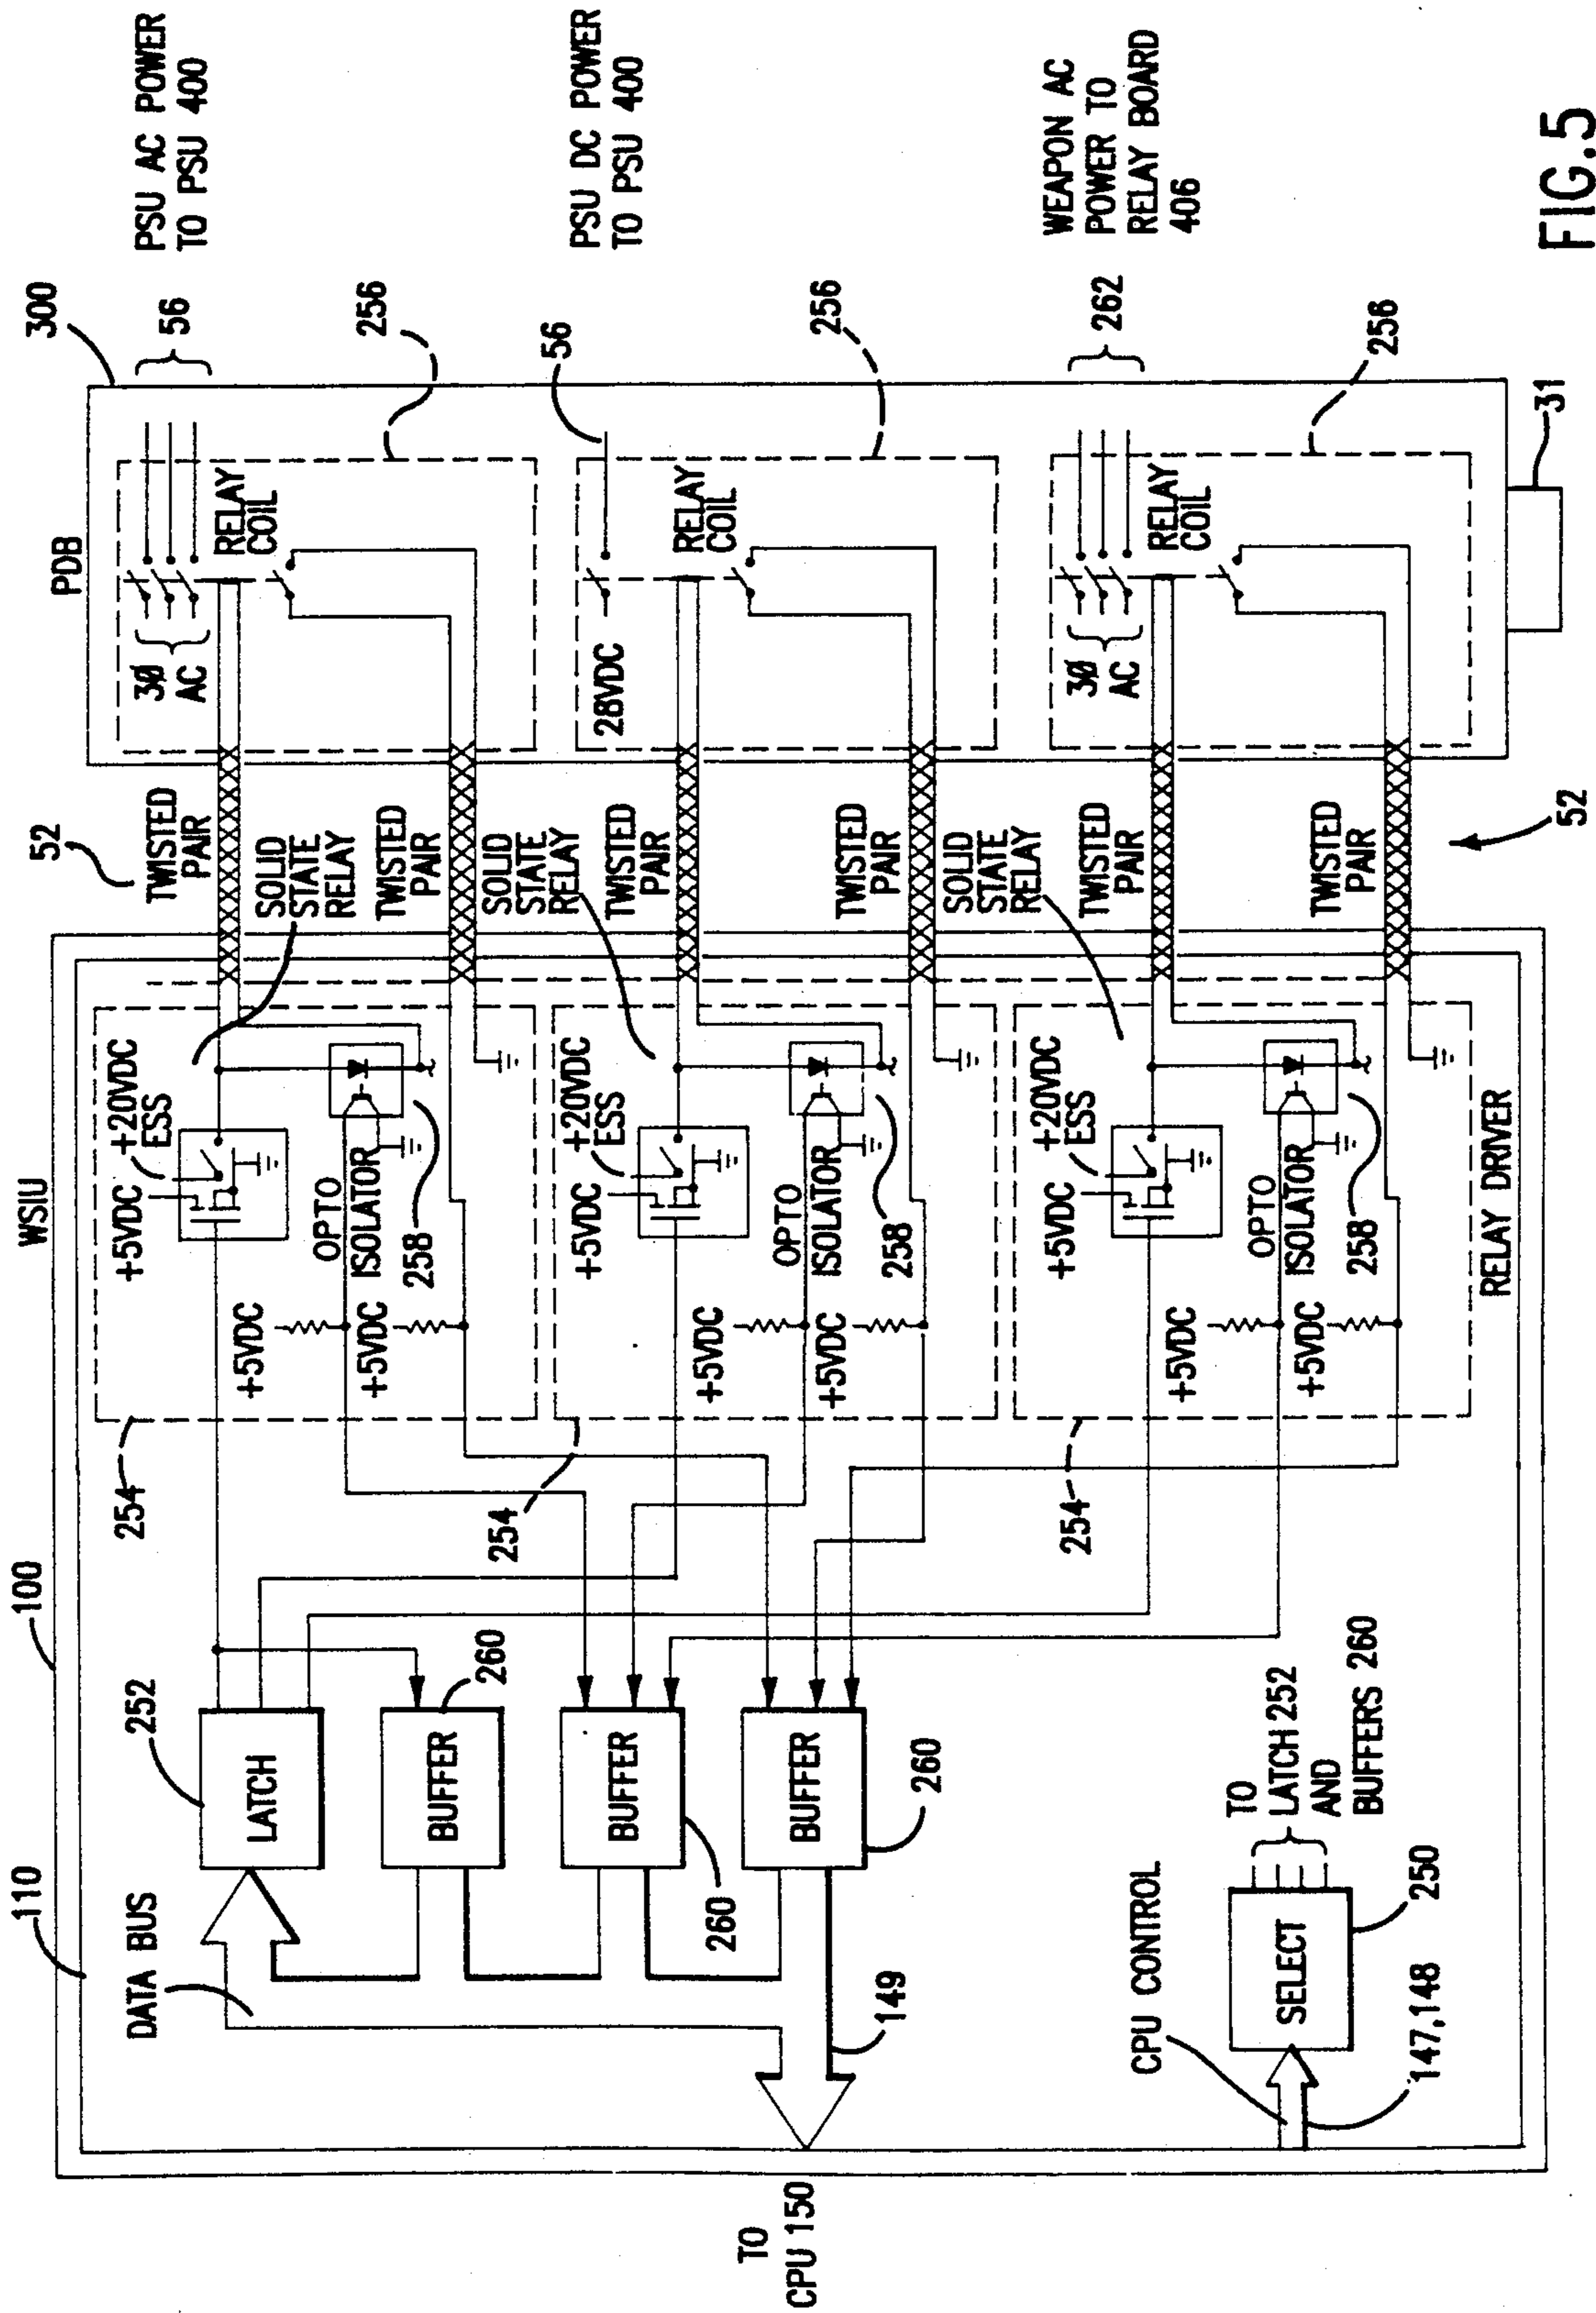 110
100
WSIU
52
PDB
300
DATA BUS
252
LATCH
254
+5VDC
+20VDC
ESS
TWISTED
PAIR
3Ø
AC
56
PSU AC POWER
TO PSU 400
SOLID
STATE
RELAY
RELAY
COIL
BUFFER
260
+5VDC
OPTO
ISOLATOR
258
+5VDC
TWISTED
PAIR
256
254
SOLID
STATE
RELAY
BUFFER
260
+5VDC
+20VDC
ESS
TWISTED
PAIR
28VDC
56
PSU DC POWER
TO PSU 400
RELAY
COIL
TO
CPU 150
149
BUFFER
260
+5VDC
OPTO
ISOLATOR
258
+5VDC
TWISTED
PAIR
256
254
SOLID
STATE
RELAY
+5VDC
+20VDC
ESS
TWISTED
PAIR
3Ø
AC
262
WEAPON AC
POWER TO
RELAY BOARD
406
RELAY
COIL
CPU CONTROL
SELECT
250
147,148
TO
LATCH 252
AND
BUFFERS 260
+5VDC
OPTO
ISOLATOR
258
+5VDC
TWISTED
PAIR
256
RELAY DRIVER
52
31
FIG.5